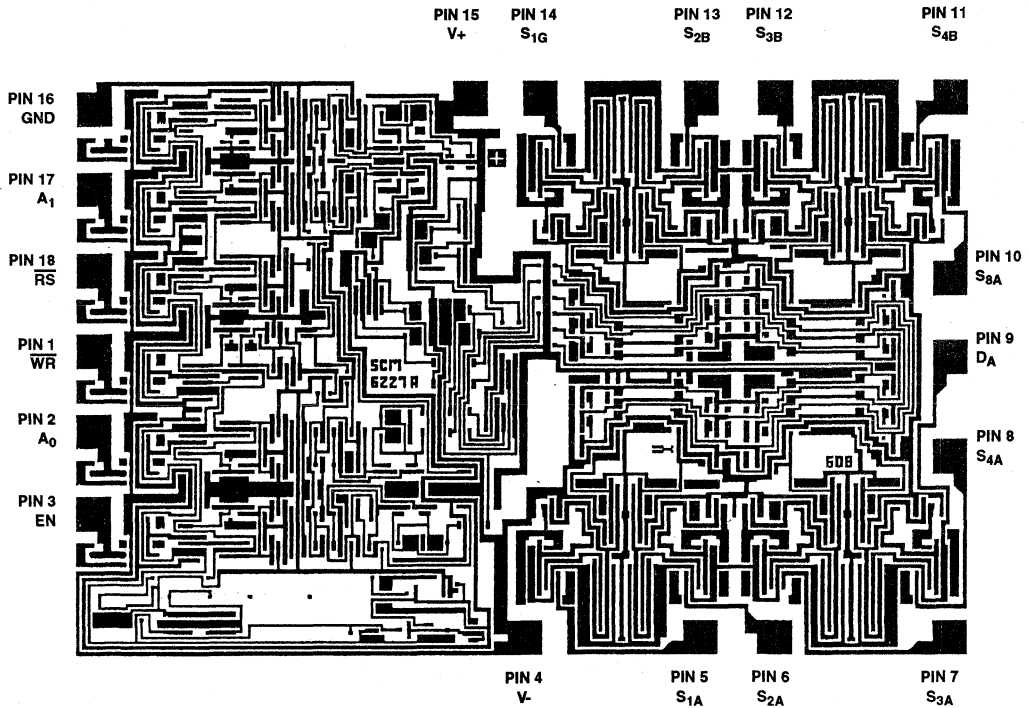 PIN 15
V+
PIN 14
S1G
PIN 13
S2B
PIN 12
S3B
PIN 11
S4B
PIN 16
GND
PIN 17
A1
PIN 18
RS
PIN 10
S8A
PIN 1
WR
PIN 9
DA
SCM
6227A
PIN 2
A0
PIN 8
S4A
PIN 3
EN
PIN 4
V-
PIN 5
S1A
PIN 6
S2A
PIN 7
S3A